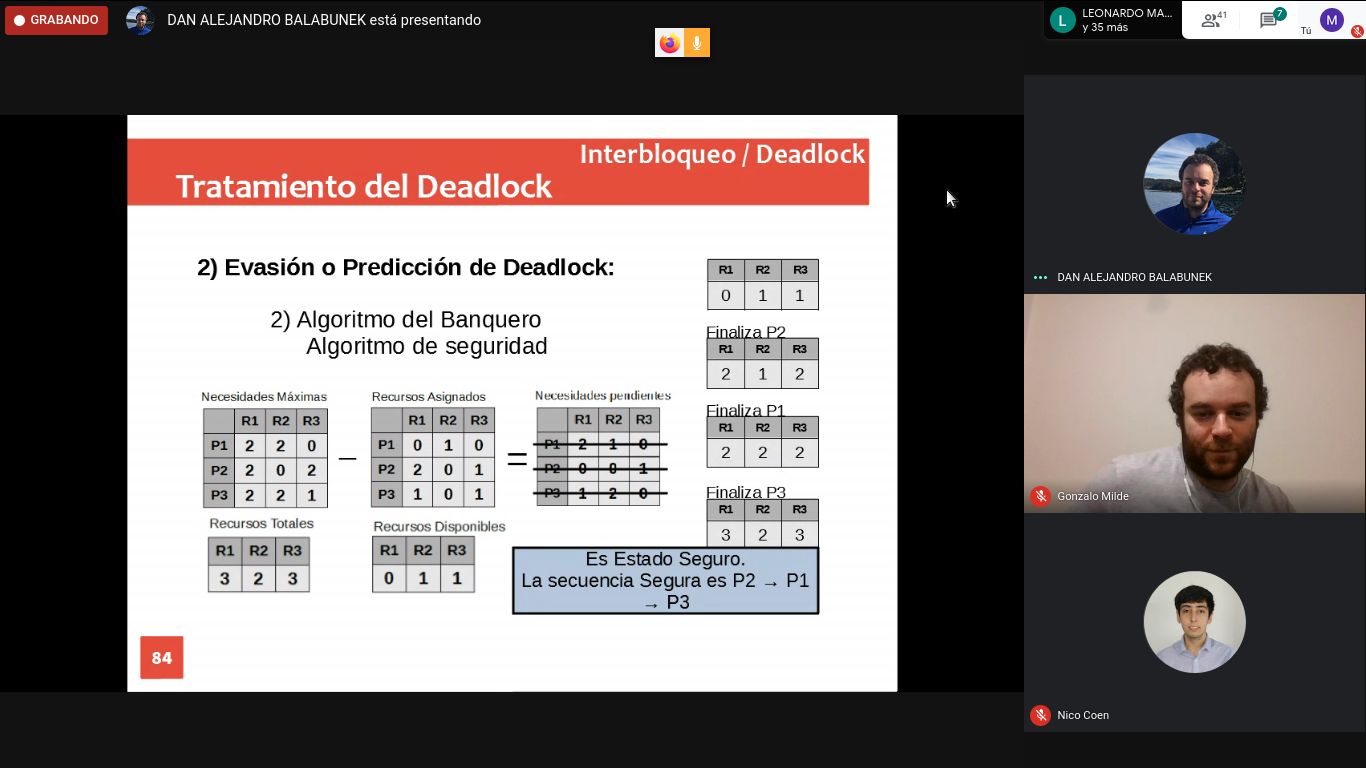 GRABANDO
DAN ALEJANDRO BALABUNEK está presentando
L
LEONARDO MA...
y 35 más
41
7
Tú
M
Interbloqueo / Deadlock
Tratamiento del Deadlock
2) Evasión o Predicción de Deadlock:
2) Algoritmo del Banquero
Algoritmo de seguridad
Necesidades Máximas
R1 R2 R3
P1 2 2 0
P2 2 0 2
P3 2 2 1
—
Recursos Asignados
R1 R2 R3
P1 0 1 0
P2 2 0 1
P3 1 0 1
=
Necesidades pendientes
R1 R2 R3
P1 2 1 0
P2 0 0 1
P3 1 2 0
Recursos Totales
R1 R2 R3
3 2 3
Recursos Disponibles
R1 R2 R3
0 1 1
R1 R2 R3
0 1 1
Finaliza P2
R1 R2 R3
2 1 2
Finaliza P1
R1 R2 R3
2 2 2
Finaliza P3
R1 R2 R3
3 2 3
Es Estado Seguro.
La secuencia Segura es P2 → P1
→ P3
84
DAN ALEJANDRO BALABUNEK
Gonzalo Milde
Nico Coen